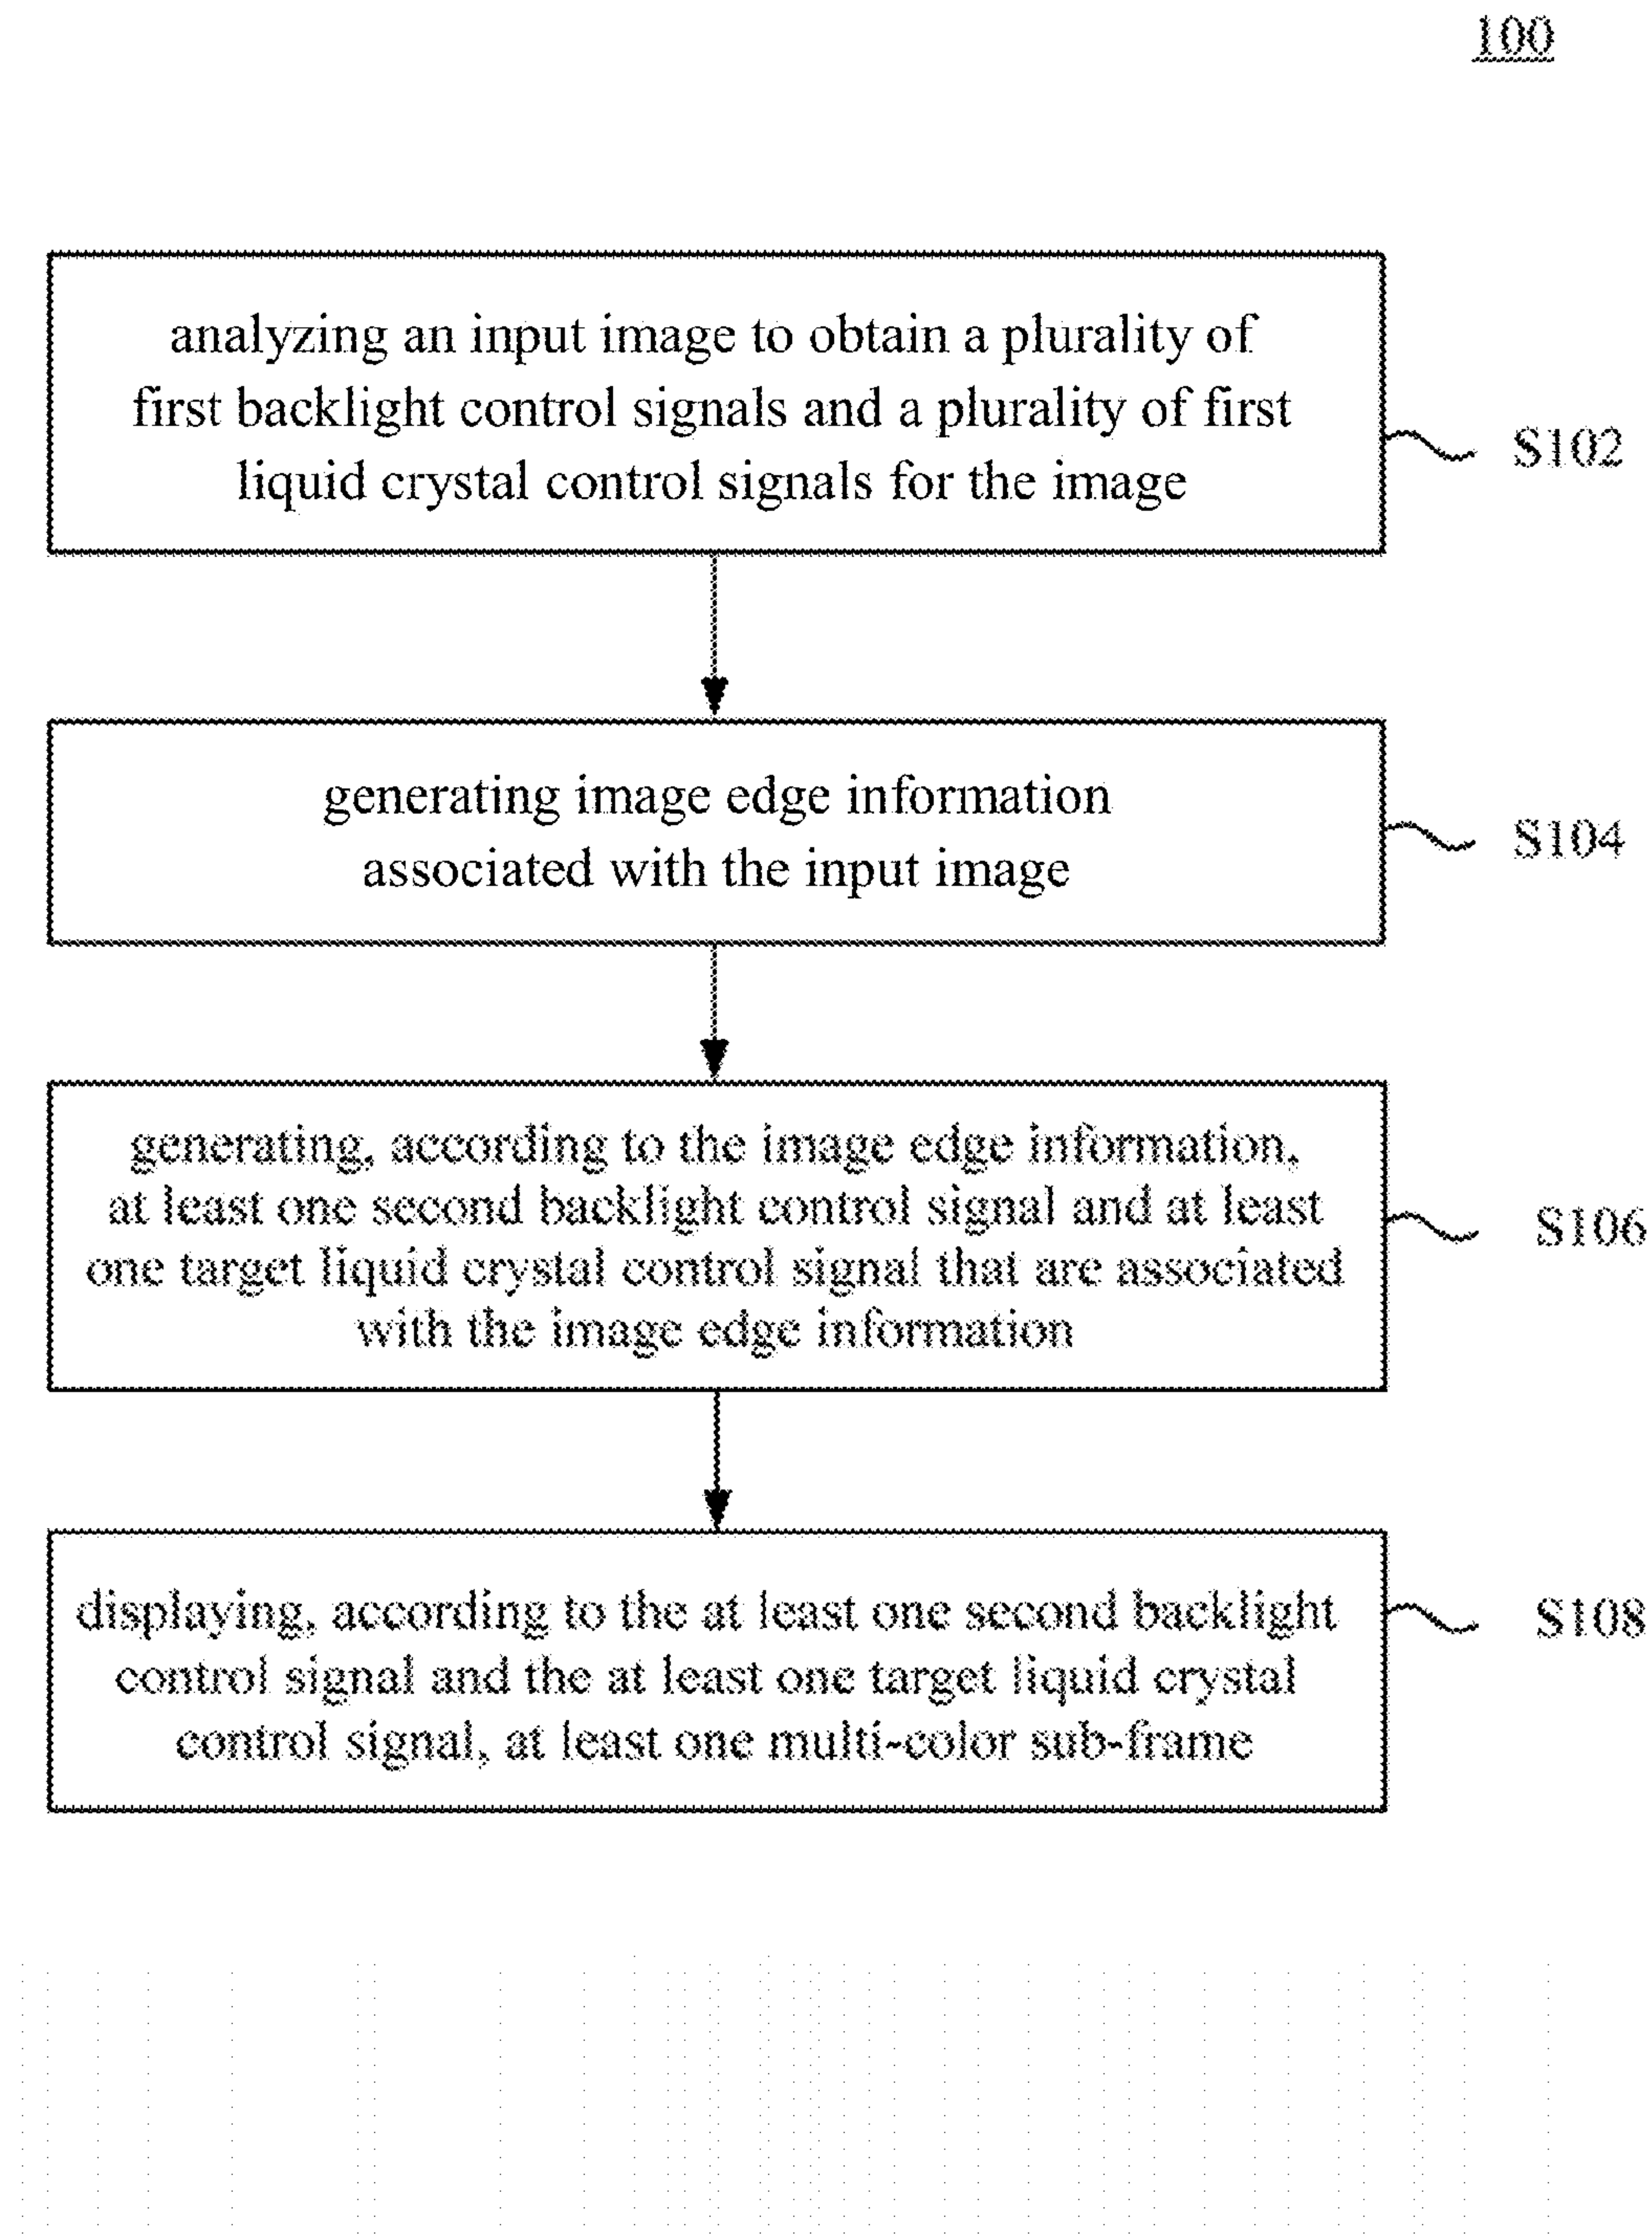 100
analyzing an input image to obtain a plurality of
first backlight control signals and a plurality of first
liquid crystal control signals for the image
S102
generating image edge information
associated with the input image
S104
generating, according to the image edge information,
at least one second backlight control signal and at least
one target liquid crystal control signal that are associated
with the image edge information
S106
displaying, according to the at least one second backlight
control signal and the at least one target liquid crystal
control signal, at least one multi-color sub-frame
S108